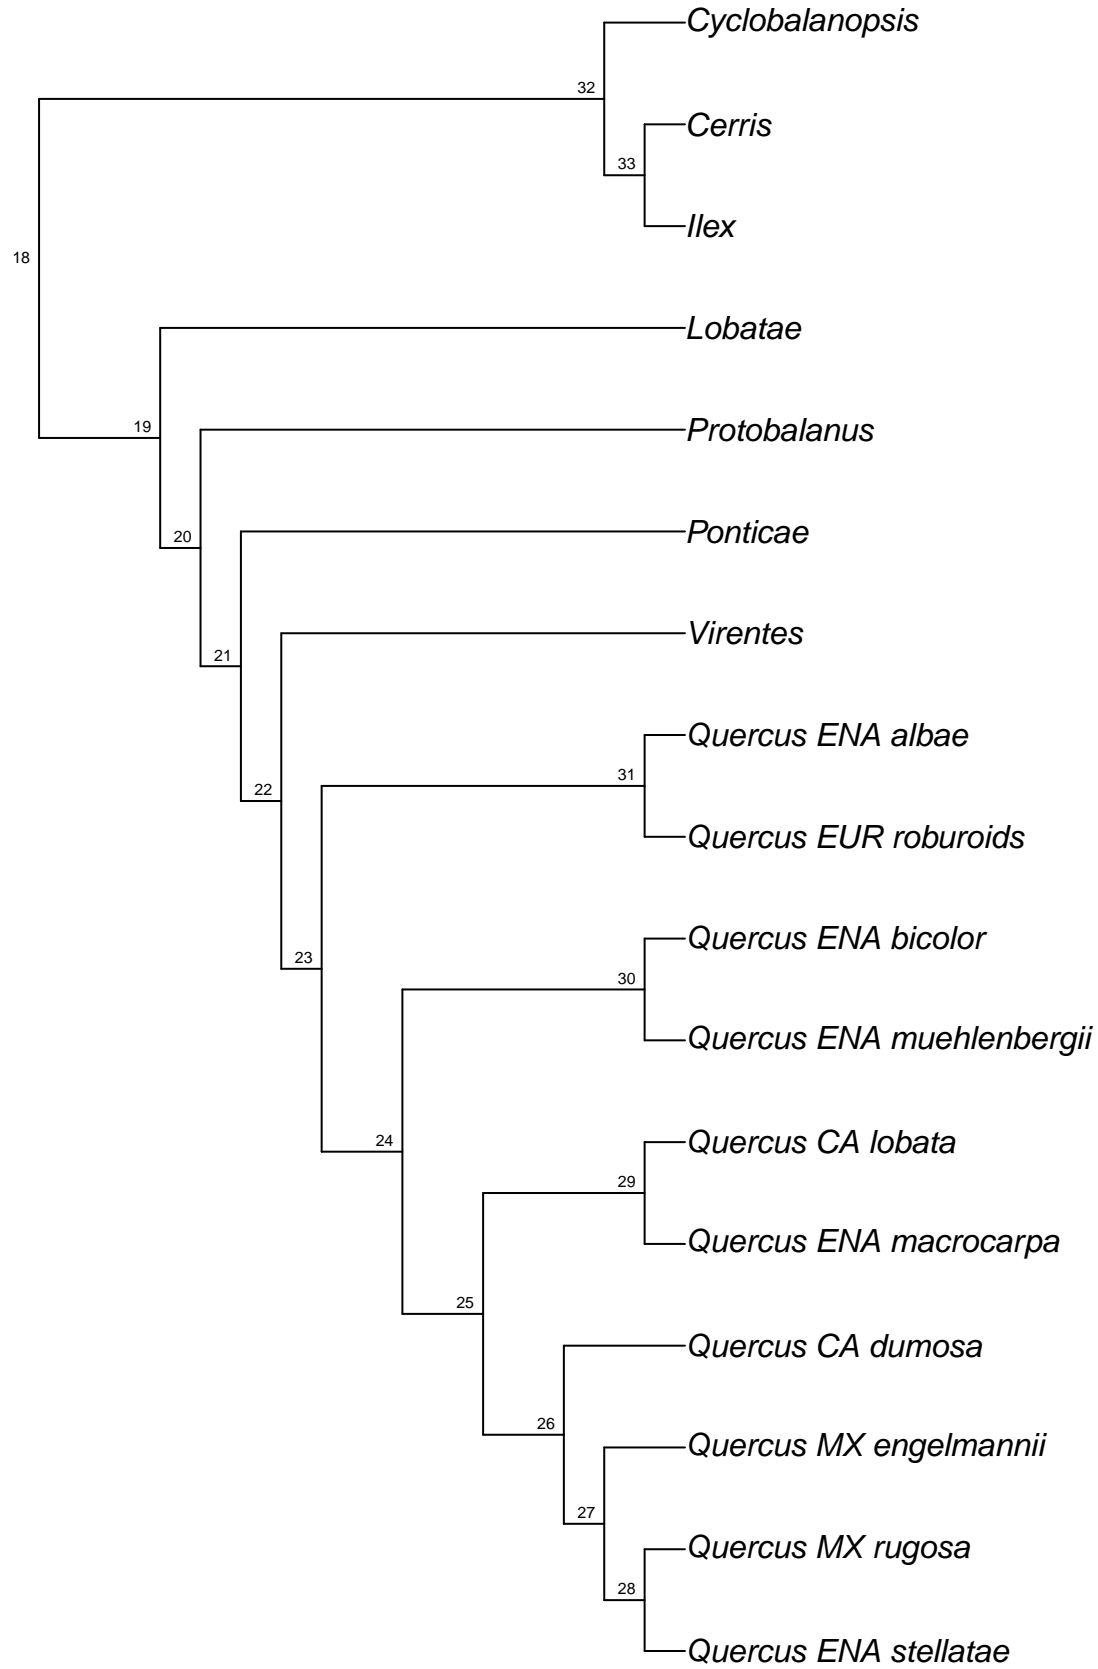 Cyclobalanopsis
32
Cerris
33
Ilex
18
Lobatae
19
Protobalanus
20
Ponticae
21
Virentes
22
Quercus ENA albae
31
Quercus EUR roburoids
23
Quercus ENA bicolor
30
Quercus ENA muehlenbergii
24
Quercus CA lobata
29
Quercus ENA macrocarpa
25
Quercus CA dumosa
26
Quercus MX engelmannii
27
Quercus MX rugosa
28
Quercus ENA stellatae